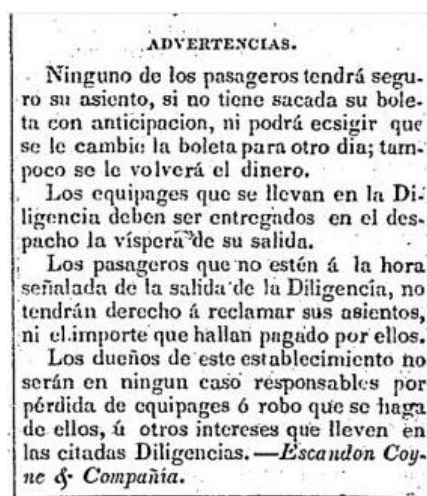 ADVERTENCIAS.
Ninguno de los pasageros tendrá segu-
ro su asiento, si no tiene sacada su bole-
ta con anticipacion, ni podrá ecsigir que
se le cambie la boleta para otro dia; tam-
poco se le volverá el dinero.
Los equipages que se llevan en la Di-
ligencia deben ser entregados en el des-
pacho la víspera de su salida.
Los pasageros que no estén á la hora
señalada de la salida de la Diligencia, no
tendrán derecho á reclamar sus asientos,
ni el importe que hallan pagado por ellos.
Los dueños de este establecimiento no
serán en ningun caso responsables por
pérdida de equipages ó robo que se haga
de ellos, ú otros intereses que lleven en
las citadas Diligencias.—Escandon Coy-
ne & Compañia.